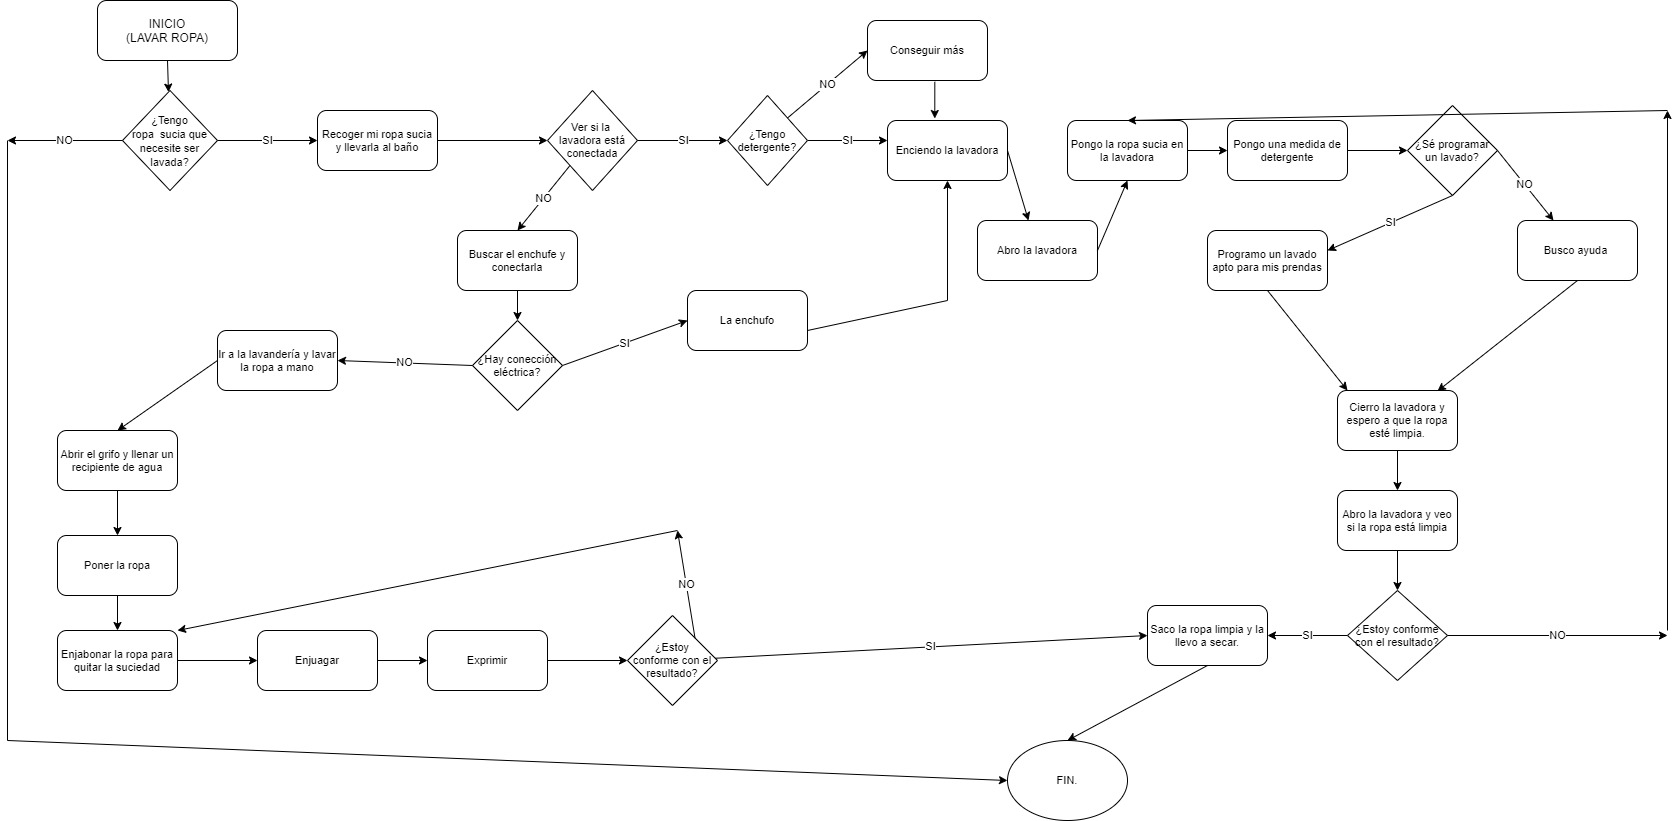 INICIO
(LAVAR ROPA)
¿Tengo
ropa sucia que
necesite ser
lavada?
NO
SI
Recoger mi ropa sucia
y llevarla al baño
Ver si la
lavadora está
conectada
SI
NO
¿Tengo
detergente?
NO
SI
Conseguir más
Enciendo la lavadora
Abro la lavadora
Pongo la ropa sucia en
la lavadora
Pongo una medida de
detergente
¿Sé programar
un lavado?
NO
SI
Programo un lavado
apto para mis prendas
Busco ayuda
Buscar el enchufe y
conectarla
¿Hay conección
eléctrica?
SI
NO
La enchufo
Ir a la lavandería y lavar
la ropa a mano
Abrir el grifo y llenar un
recipiente de agua
Poner la ropa
Enjabonar la ropa para
quitar la suciedad
Enjuagar
Exprimir
¿Estoy
conforme con el
resultado?
NO
SI
Cierro la lavadora y
espero a que la ropa
esté limpia.
Abro la lavadora y veo
si la ropa está limpia
¿Estoy conforme
con el resultado?
SI
NO
Saco la ropa limpia y la
llevo a secar.
FIN.